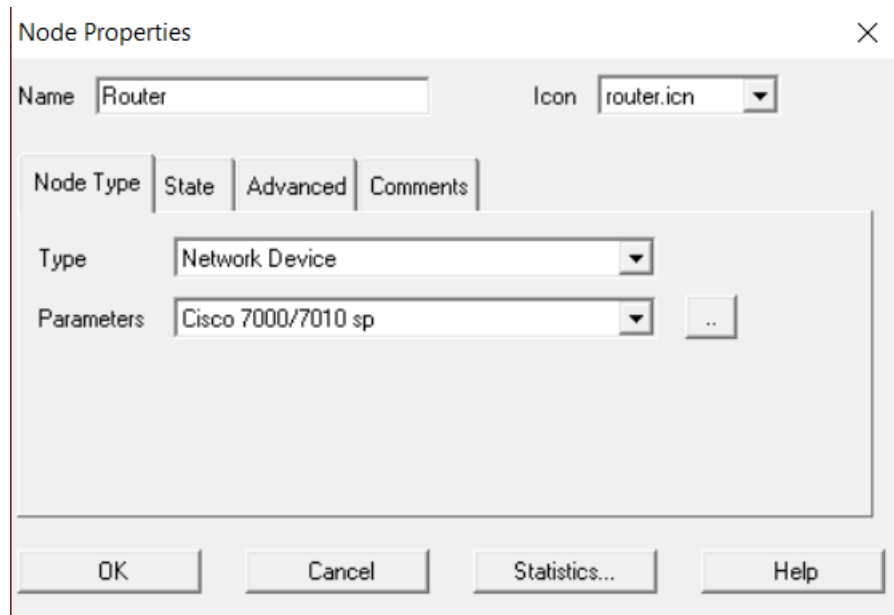 Node Properties
Name Router Icon router.icn
Node Type State Advanced Comments
Type Network Device
Parameters Cisco 7000/7010 sp ..
OK Cancel Statistics... Help